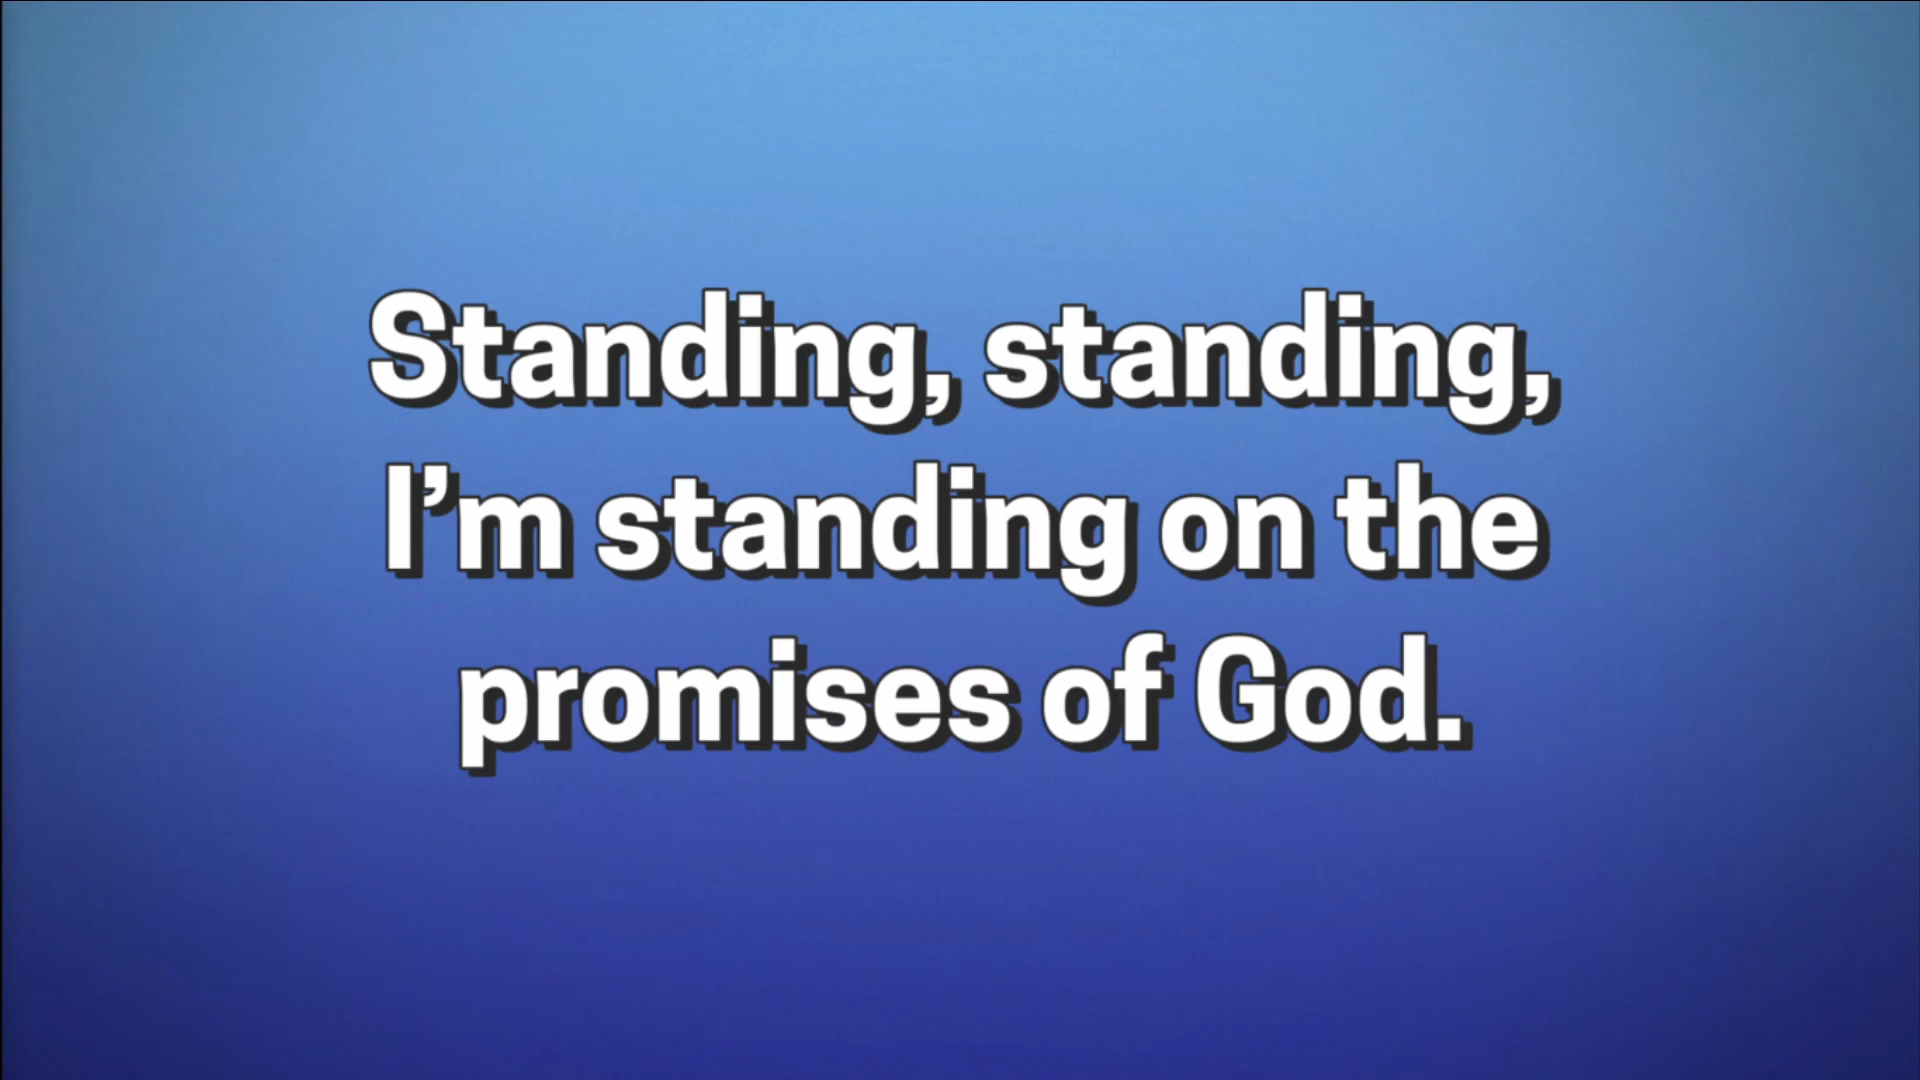 Standing, standing,
I’m standing on the
promises of God.